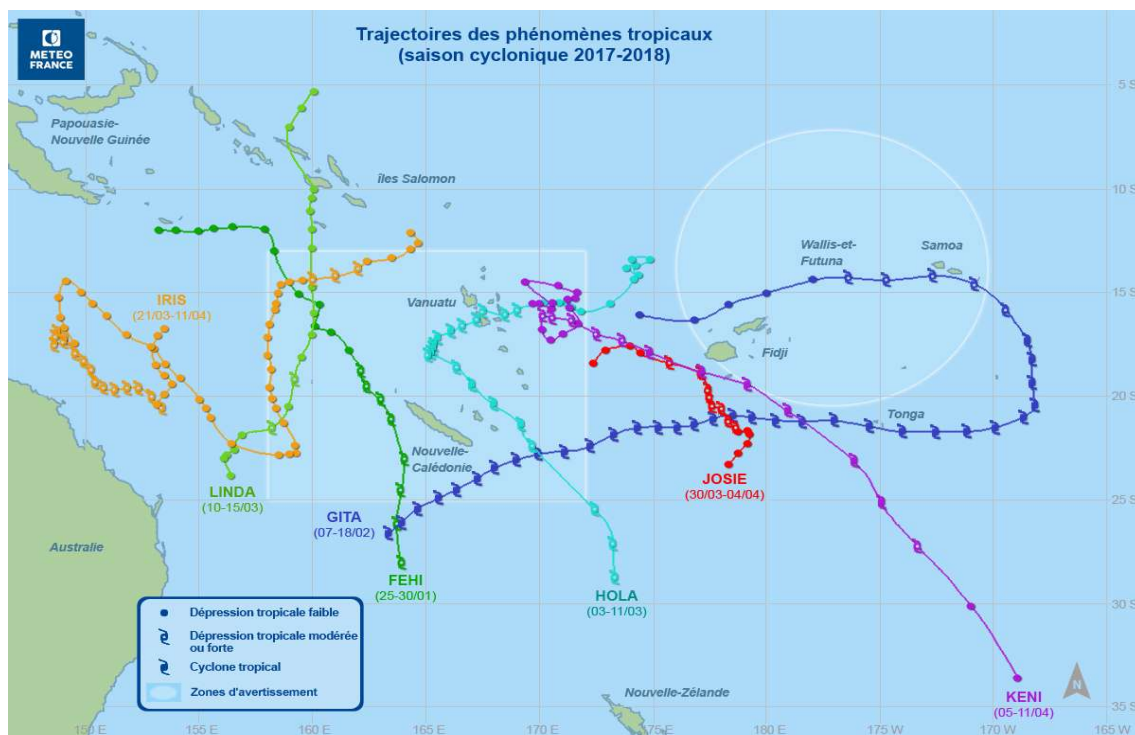 METEO
FRANCE
Trajectoires des phénomènes tropicaux
(saison cyclonique 2017-2018)
5 S
Papouasie-
Nouvelle Guinée
îles Salomon
10 S
Wallis-et-
Futuna
Samoa
IRIS
(21/03-11/04)
Vanuatu
15 S
Fidji
20 S
Tonga
Nouvelle-
Calédonie
LINDA
(10-15/03)
JOSIE
(30/03-04/04)
25 S
GITA
(07-18/02)
Australie
FEHI
(25-30/01)
HOLA
(03-11/03)
Dépression tropicale faible
30 S
Dépression tropicale modérée
ou forte
Cyclone tropical
Zones d'avertissement
Nouvelle-Zélande
KENI
(05-11/04)
N
35 S
150 E
155 E
160 E
165 E
170 E
175 E
180 E
175 W
170 W
165 W